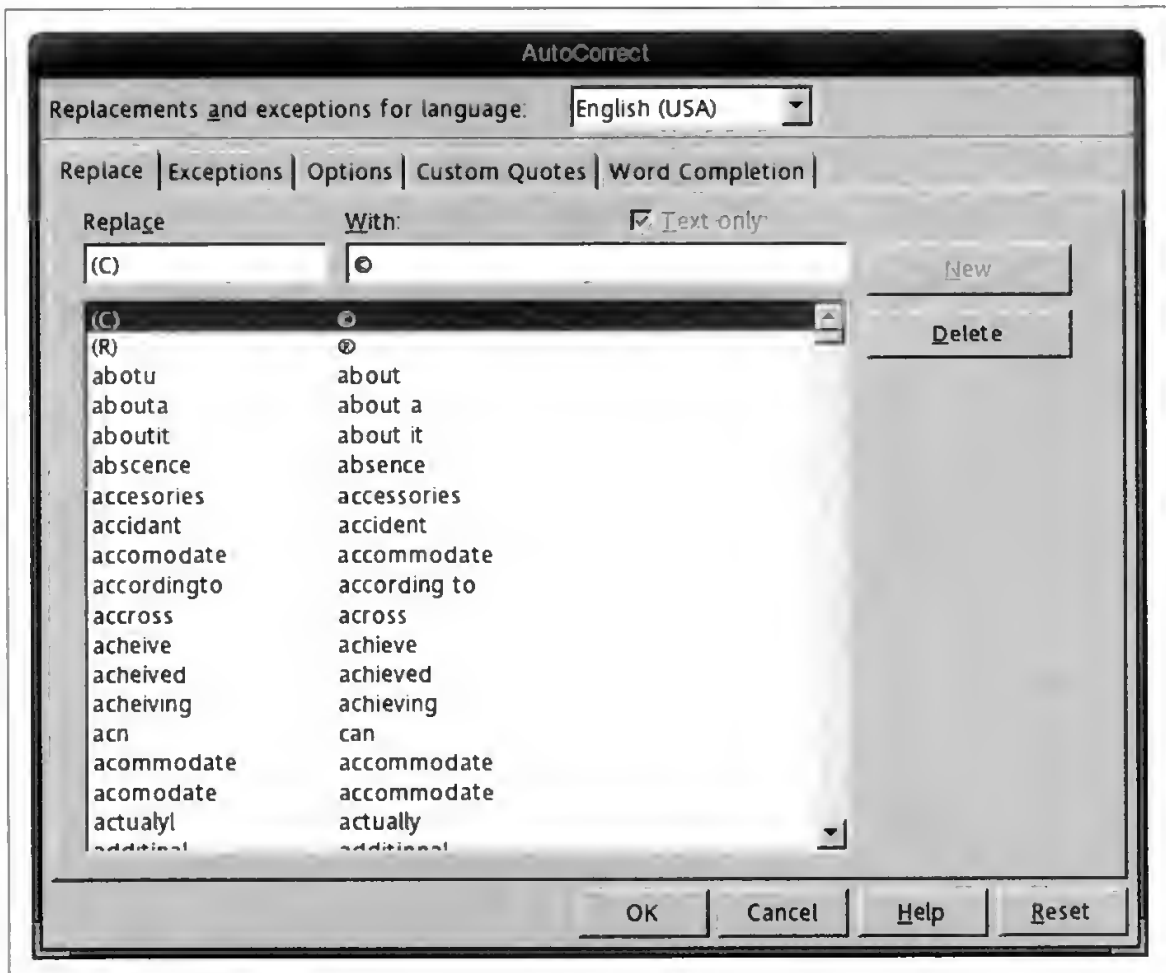 AutoCorrect
Replacements and exceptions for language: English (USA)
Replace Exceptions Options Custom Quotes Word Completion
Replace With: Text only
(C) © New
(C) © Delete
(R) ®
abotu about
abouta about a
aboutit about it
abscence absence
accesories accessories
accidant accident
accomodate accommodate
accordingto according to
accross across
acheive achieve
acheived achieved
acheiving achieving
acn can
acommodate accommodate
acomodate accommodate
actualyl actually
additinal additional
OK Cancel Help Reset